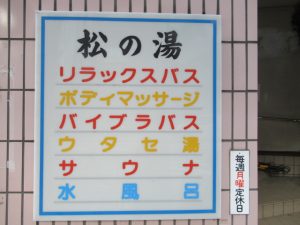 松の湯
リラックスバス
ボディマッサージ
バイブラバス
ウタセ湯
サウナ
水風呂
毎週月曜定休日